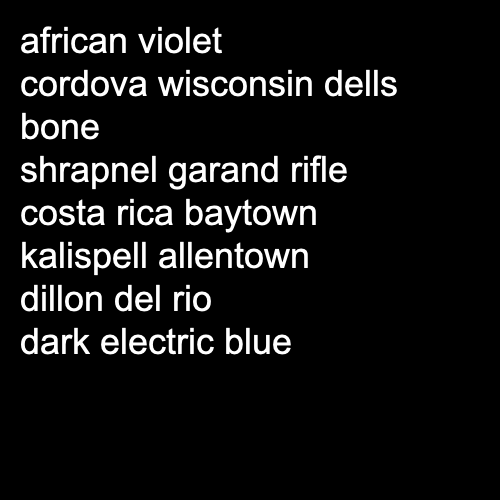 african violet
cordova wisconsin dells
bone
shrapnel garand rifle
costa rica baytown
kalispell allentown
dillon del rio
dark electric blue